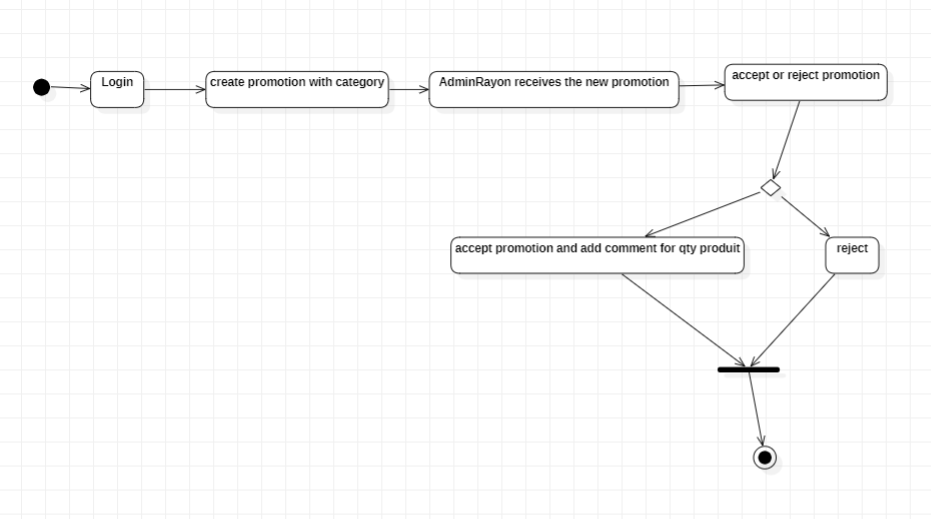 Login
create promotion with category
AdminRayon receives the new promotion
accept or reject promotion
accept promotion and add comment for qty produit
reject